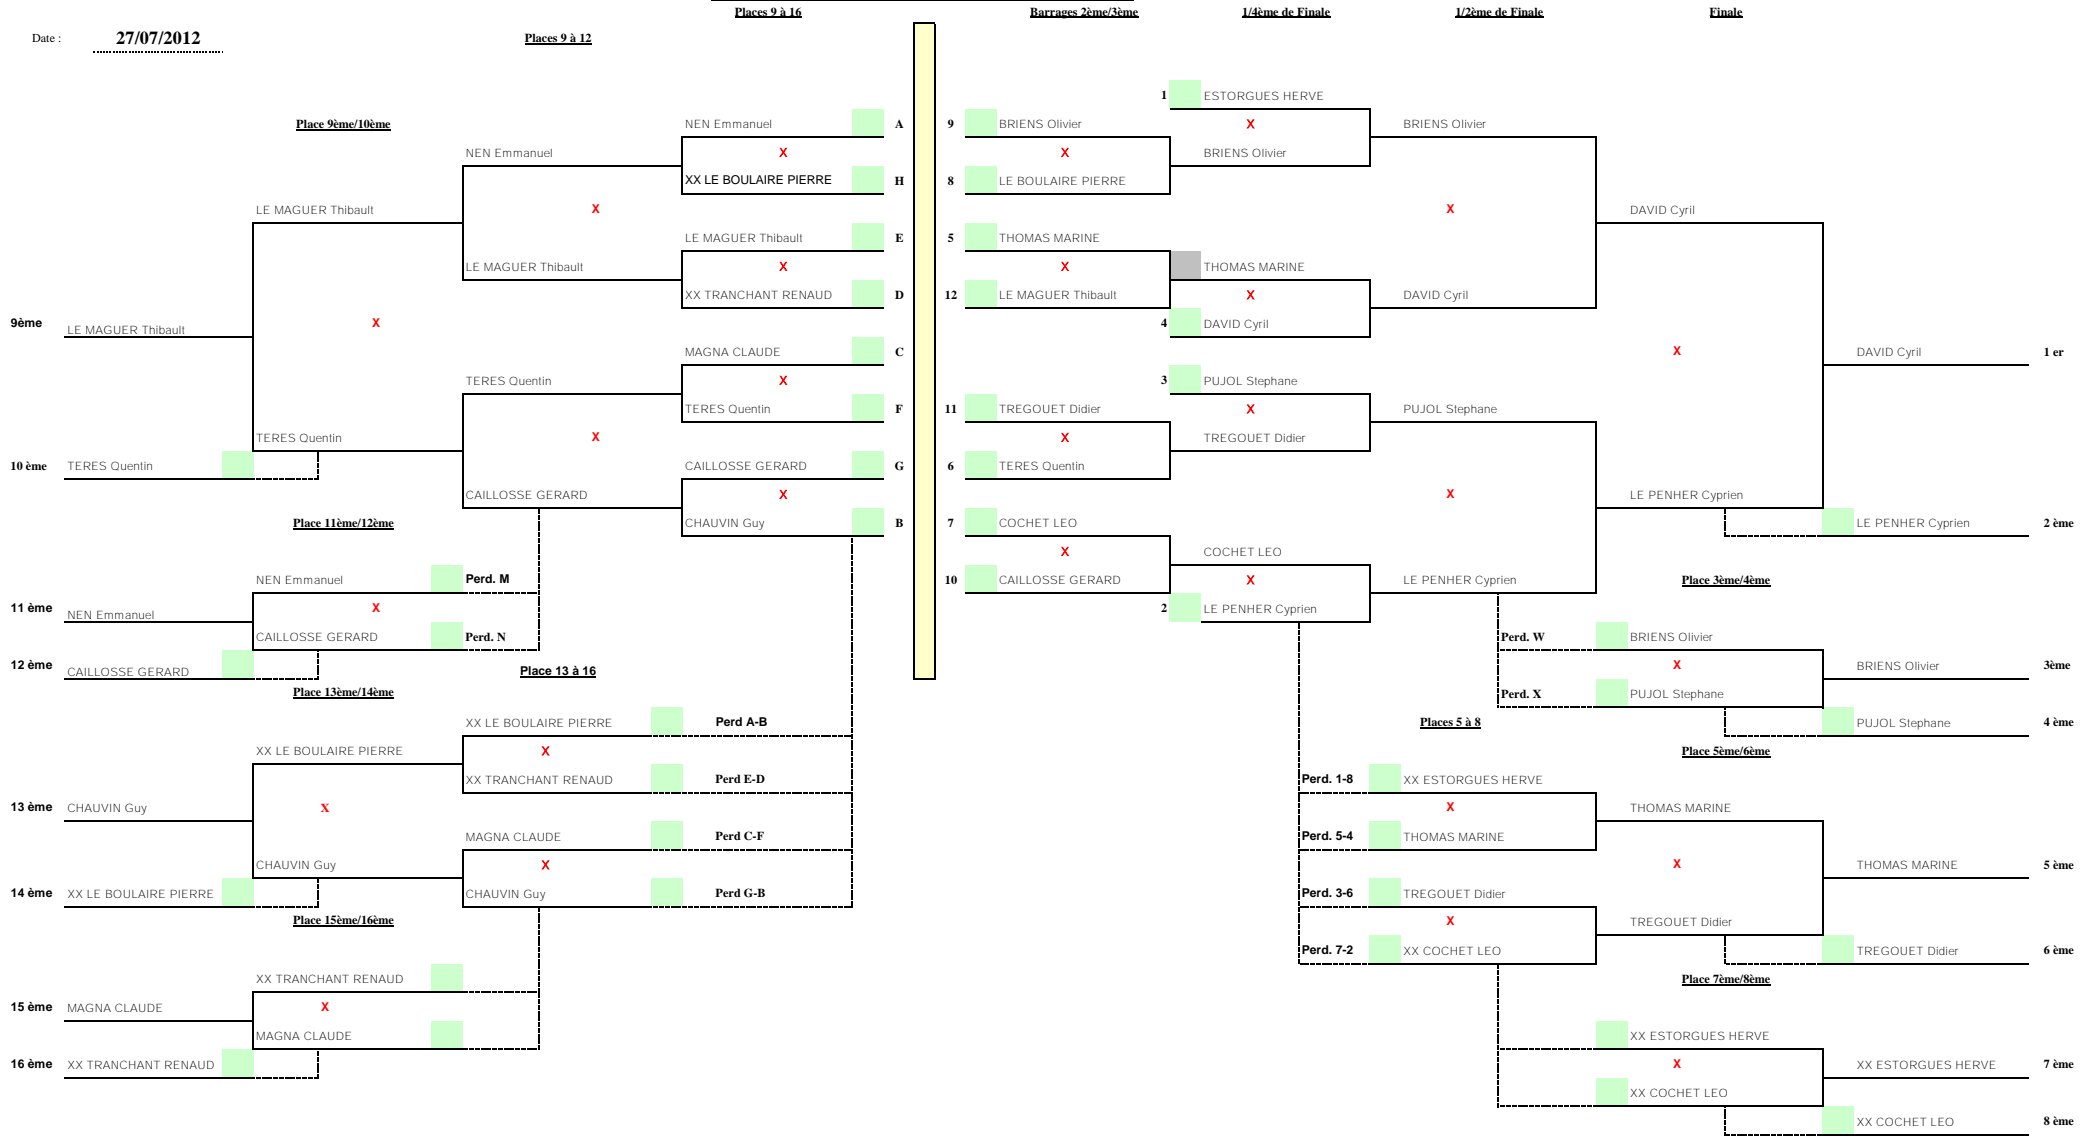 Places 9 à 16
Barrages 2ème/3ème
1/4ème de Finale
1/2ème de Finale
Finale
Date :
27/07/2012
Places 9 à 12
1
ESTORGUES HERVE
Place 9ème/10ème
NEN Emmanuel
A
9
BRIENS Olivier
X
BRIENS Olivier
NEN Emmanuel
X
X
BRIENS Olivier
XX LE BOULAIRE PIERRE
H
8
LE BOULAIRE PIERRE
LE MAGUER Thibault
X
X
DAVID Cyril
LE MAGUER Thibault
E
5
THOMAS MARINE
LE MAGUER Thibault
X
X
THOMAS MARINE
XX TRANCHANT RENAUD
D
12
LE MAGUER Thibault
X
DAVID Cyril
9ème
LE MAGUER Thibault
X
4
DAVID Cyril
MAGNA CLAUDE
C
X
DAVID Cyril
1 er
TERES Quentin
X
3
PUJOL Stephane
TERES Quentin
F
11
TREGOUET Didier
X
PUJOL Stephane
TERES Quentin
X
X
TREGOUET Didier
10 ème
TERES Quentin
CAILLOSSE GERARD
G
6
TERES Quentin
CAILLOSSE GERARD
X
X
LE PENHER Cyprien
Place 11ème/12ème
CHAUVIN Guy
B
7
COCHET LEO
LE PENHER Cyprien
2 ème
X
COCHET LEO
NEN Emmanuel
Perd. M
10
CAILLOSSE GERARD
X
LE PENHER Cyprien
Place 3ème/4ème
11 ème
NEN Emmanuel
X
2
LE PENHER Cyprien
CAILLOSSE GERARD
Perd. N
Perd. W
BRIENS Olivier
12 ème
CAILLOSSE GERARD
Place 13 à 16
X
BRIENS Olivier
3ème
Place 13ème/14ème
Perd. X
PUJOL Stephane
XX LE BOULAIRE PIERRE
Perd A-B
Places 5 à 8
PUJOL Stephane
4 ème
XX LE BOULAIRE PIERRE
X
Place 5ème/6ème
XX TRANCHANT RENAUD
Perd E-D
Perd. 1-8
XX ESTORGUES HERVE
13 ème
CHAUVIN Guy
X
X
THOMAS MARINE
MAGNA CLAUDE
Perd C-F
Perd. 5-4
THOMAS MARINE
CHAUVIN Guy
X
X
THOMAS MARINE
5 ème
14 ème
XX LE BOULAIRE PIERRE
CHAUVIN Guy
Perd G-B
Perd. 3-6
TREGOUET Didier
Place 15ème/16ème
X
TREGOUET Didier
Perd. 7-2
XX COCHET LEO
TREGOUET Didier
6 ème
XX TRANCHANT RENAUD
Place 7ème/8ème
15 ème
MAGNA CLAUDE
X
MAGNA CLAUDE
XX ESTORGUES HERVE
16 ème
XX TRANCHANT RENAUD
X
XX ESTORGUES HERVE
7 ème
XX COCHET LEO
XX COCHET LEO
8 ème